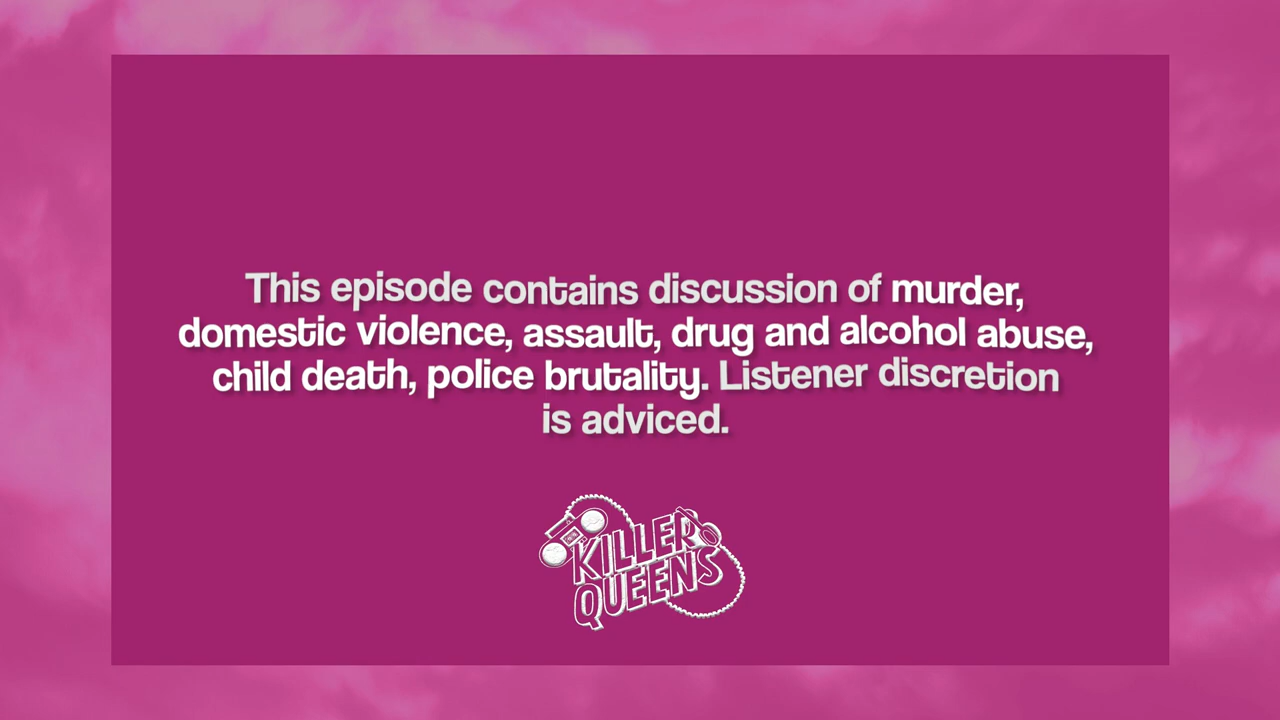 This episode contains discussion of murder,
domestic violence, assault, drug and alcohol abuse,
child death, police brutality. Listener discretion
is adviced.
KILLER
QUEENS